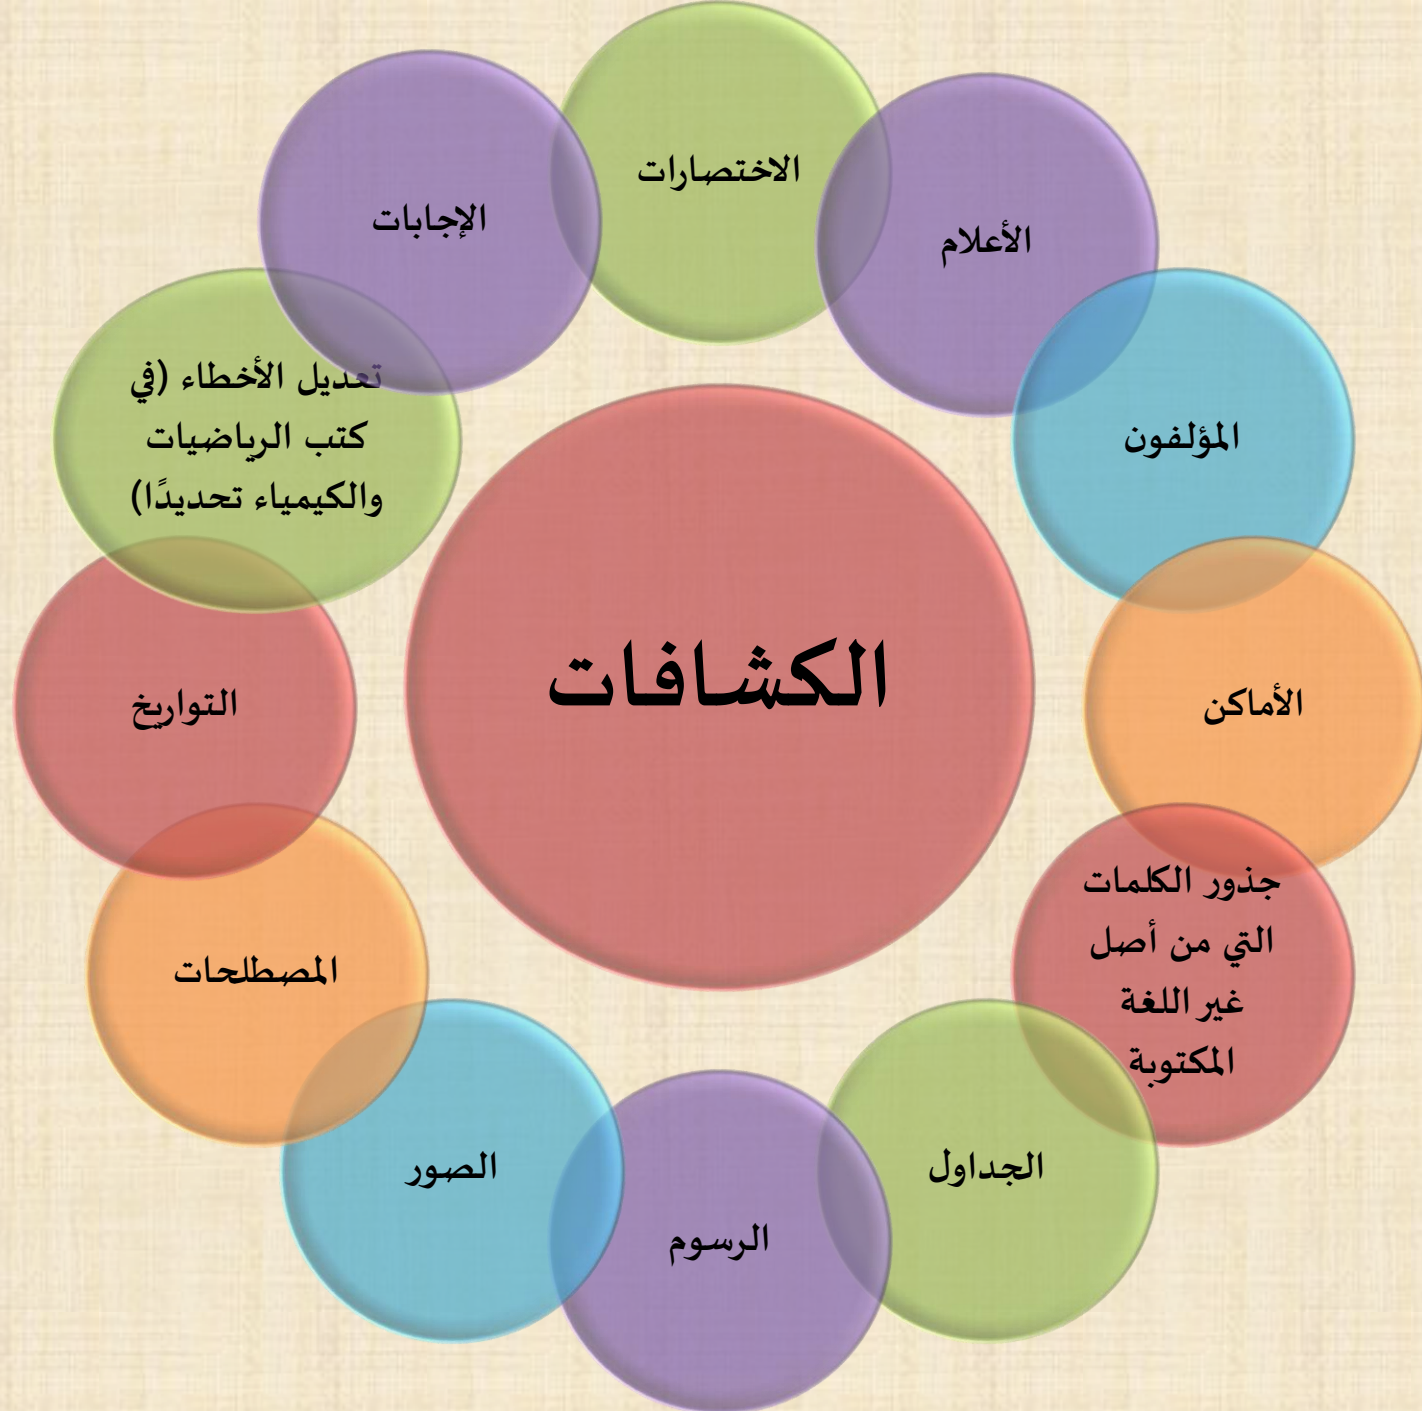 الكشافات
الاختصارات
الأعلام
المؤلفون
الأماكن
جذور الكلمات
التي من أصل
غير اللغة
المكتوبة
الجداول
الرسوم
الصور
المصطلحات
التواريخ
تعديل الأخطاء (في
كتب الرياضيات
والكيمياء تحديدًا)
الإجابات